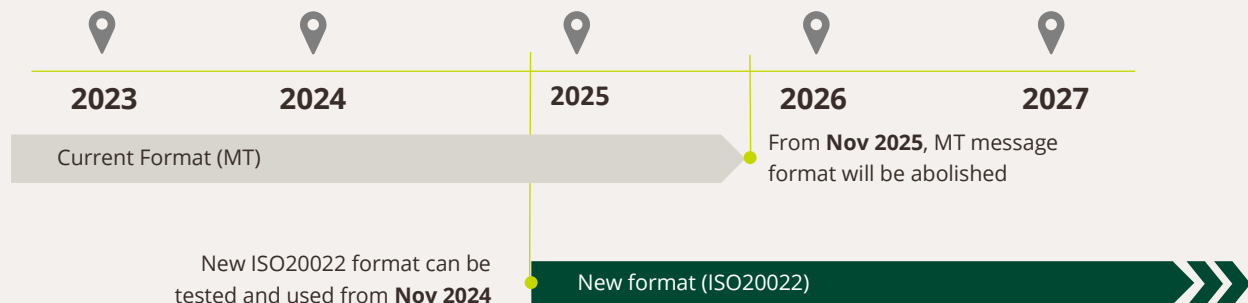 2023
2024
2025
2026
2027
Current Format (MT)
From Nov 2025, MT message
format will be abolished
New ISO20022 format can be
tested and used from Nov 2024
New format (ISO20022)